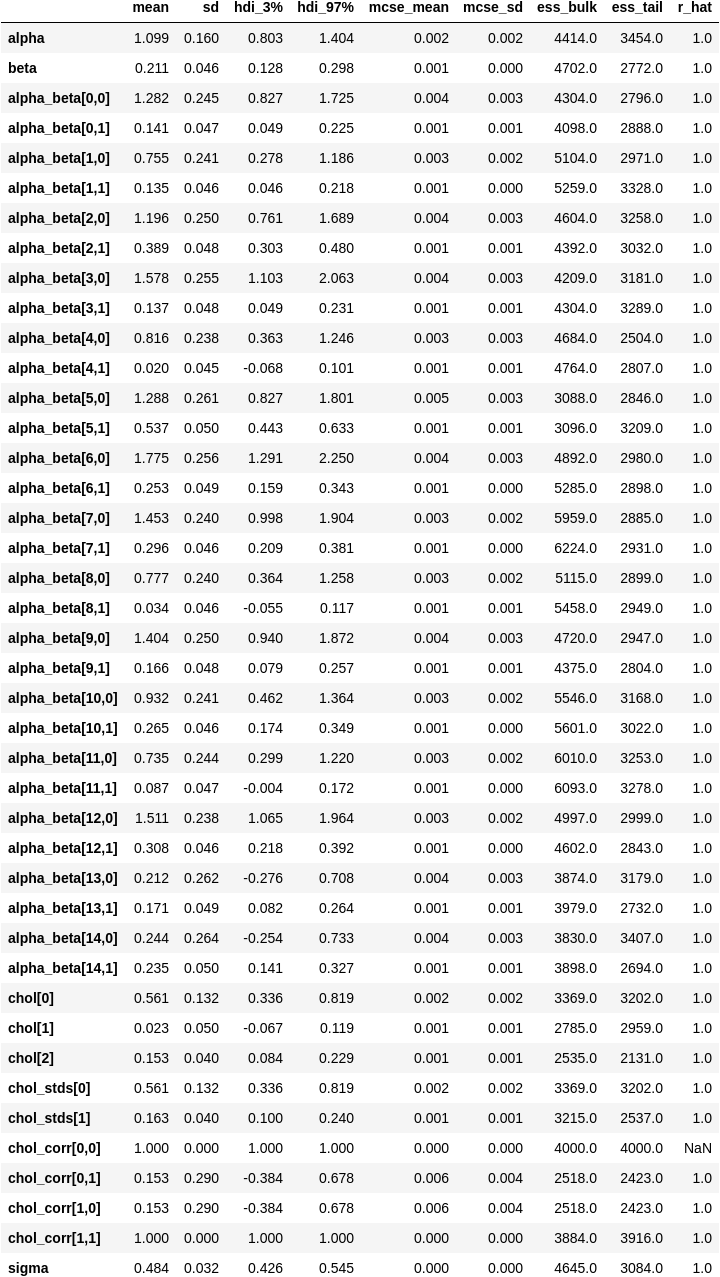 mean sd hdi_3% hdi_97% mcse_mean mcse_sd ess_bulk ess_tail r_hat
alpha 1.099 0.160 0.803 1.404 0.002 0.002 4414.0 3454.0 1.0
beta 0.211 0.046 0.128 0.298 0.001 0.000 4702.0 2772.0 1.0
alpha_beta[0,0] 1.282 0.245 0.827 1.725 0.004 0.003 4304.0 2796.0 1.0
alpha_beta[0,1] 0.141 0.047 0.049 0.225 0.001 0.001 4098.0 2888.0 1.0
alpha_beta[1,0] 0.755 0.241 0.278 1.186 0.003 0.002 5104.0 2971.0 1.0
alpha_beta[1,1] 0.135 0.046 0.046 0.218 0.001 0.000 5259.0 3328.0 1.0
alpha_beta[2,0] 1.196 0.250 0.761 1.689 0.004 0.003 4604.0 3258.0 1.0
alpha_beta[2,1] 0.389 0.048 0.303 0.480 0.001 0.001 4392.0 3032.0 1.0
alpha_beta[3,0] 1.578 0.255 1.103 2.063 0.004 0.003 4209.0 3181.0 1.0
alpha_beta[3,1] 0.137 0.048 0.049 0.231 0.001 0.001 4304.0 3289.0 1.0
alpha_beta[4,0] 0.816 0.238 0.363 1.246 0.003 0.003 4684.0 2504.0 1.0
alpha_beta[4,1] 0.020 0.045 -0.068 0.101 0.001 0.001 4764.0 2807.0 1.0
alpha_beta[5,0] 1.288 0.261 0.827 1.801 0.005 0.003 3088.0 2846.0 1.0
alpha_beta[5,1] 0.537 0.050 0.443 0.633 0.001 0.001 3096.0 3209.0 1.0
alpha_beta[6,0] 1.775 0.256 1.291 2.250 0.004 0.003 4892.0 2980.0 1.0
alpha_beta[6,1] 0.253 0.049 0.159 0.343 0.001 0.000 5285.0 2898.0 1.0
alpha_beta[7,0] 1.453 0.240 0.998 1.904 0.003 0.002 5959.0 2885.0 1.0
alpha_beta[7,1] 0.296 0.046 0.209 0.381 0.001 0.000 6224.0 2931.0 1.0
alpha_beta[8,0] 0.777 0.240 0.364 1.258 0.003 0.002 5115.0 2899.0 1.0
alpha_beta[8,1] 0.034 0.046 -0.055 0.117 0.001 0.001 5458.0 2949.0 1.0
alpha_beta[9,0] 1.404 0.250 0.940 1.872 0.004 0.003 4720.0 2947.0 1.0
alpha_beta[9,1] 0.166 0.048 0.079 0.257 0.001 0.001 4375.0 2804.0 1.0
alpha_beta[10,0] 0.932 0.241 0.462 1.364 0.003 0.002 5546.0 3168.0 1.0
alpha_beta[10,1] 0.265 0.046 0.174 0.349 0.001 0.000 5601.0 3022.0 1.0
alpha_beta[11,0] 0.735 0.244 0.299 1.220 0.003 0.002 6010.0 3253.0 1.0
alpha_beta[11,1] 0.087 0.047 -0.004 0.172 0.001 0.000 6093.0 3278.0 1.0
alpha_beta[12,0] 1.511 0.238 1.065 1.964 0.003 0.002 4997.0 2999.0 1.0
alpha_beta[12,1] 0.308 0.046 0.218 0.392 0.001 0.000 4602.0 2843.0 1.0
alpha_beta[13,0] 0.212 0.262 -0.276 0.708 0.004 0.003 3874.0 3179.0 1.0
alpha_beta[13,1] 0.171 0.049 0.082 0.264 0.001 0.001 3979.0 2732.0 1.0
alpha_beta[14,0] 0.244 0.264 -0.254 0.733 0.004 0.003 3830.0 3407.0 1.0
alpha_beta[14,1] 0.235 0.050 0.141 0.327 0.001 0.001 3898.0 2694.0 1.0
chol[0] 0.561 0.132 0.336 0.819 0.002 0.002 3369.0 3202.0 1.0
chol[1] 0.023 0.050 -0.067 0.119 0.001 0.001 2785.0 2959.0 1.0
chol[2] 0.153 0.040 0.084 0.229 0.001 0.001 2535.0 2131.0 1.0
chol_stds[0] 0.561 0.132 0.336 0.819 0.002 0.002 3369.0 3202.0 1.0
chol_stds[1] 0.163 0.040 0.100 0.240 0.001 0.001 3215.0 2537.0 1.0
chol_corr[0,0] 1.000 0.000 1.000 1.000 0.000 0.000 4000.0 4000.0 NaN
chol_corr[0,1] 0.153 0.290 -0.384 0.678 0.006 0.004 2518.0 2423.0 1.0
chol_corr[1,0] 0.153 0.290 -0.384 0.678 0.006 0.004 2518.0 2423.0 1.0
chol_corr[1,1] 1.000 0.000 1.000 1.000 0.000 0.000 3884.0 3916.0 1.0
sigma 0.484 0.032 0.426 0.545 0.000 0.000 4645.0 3084.0 1.0